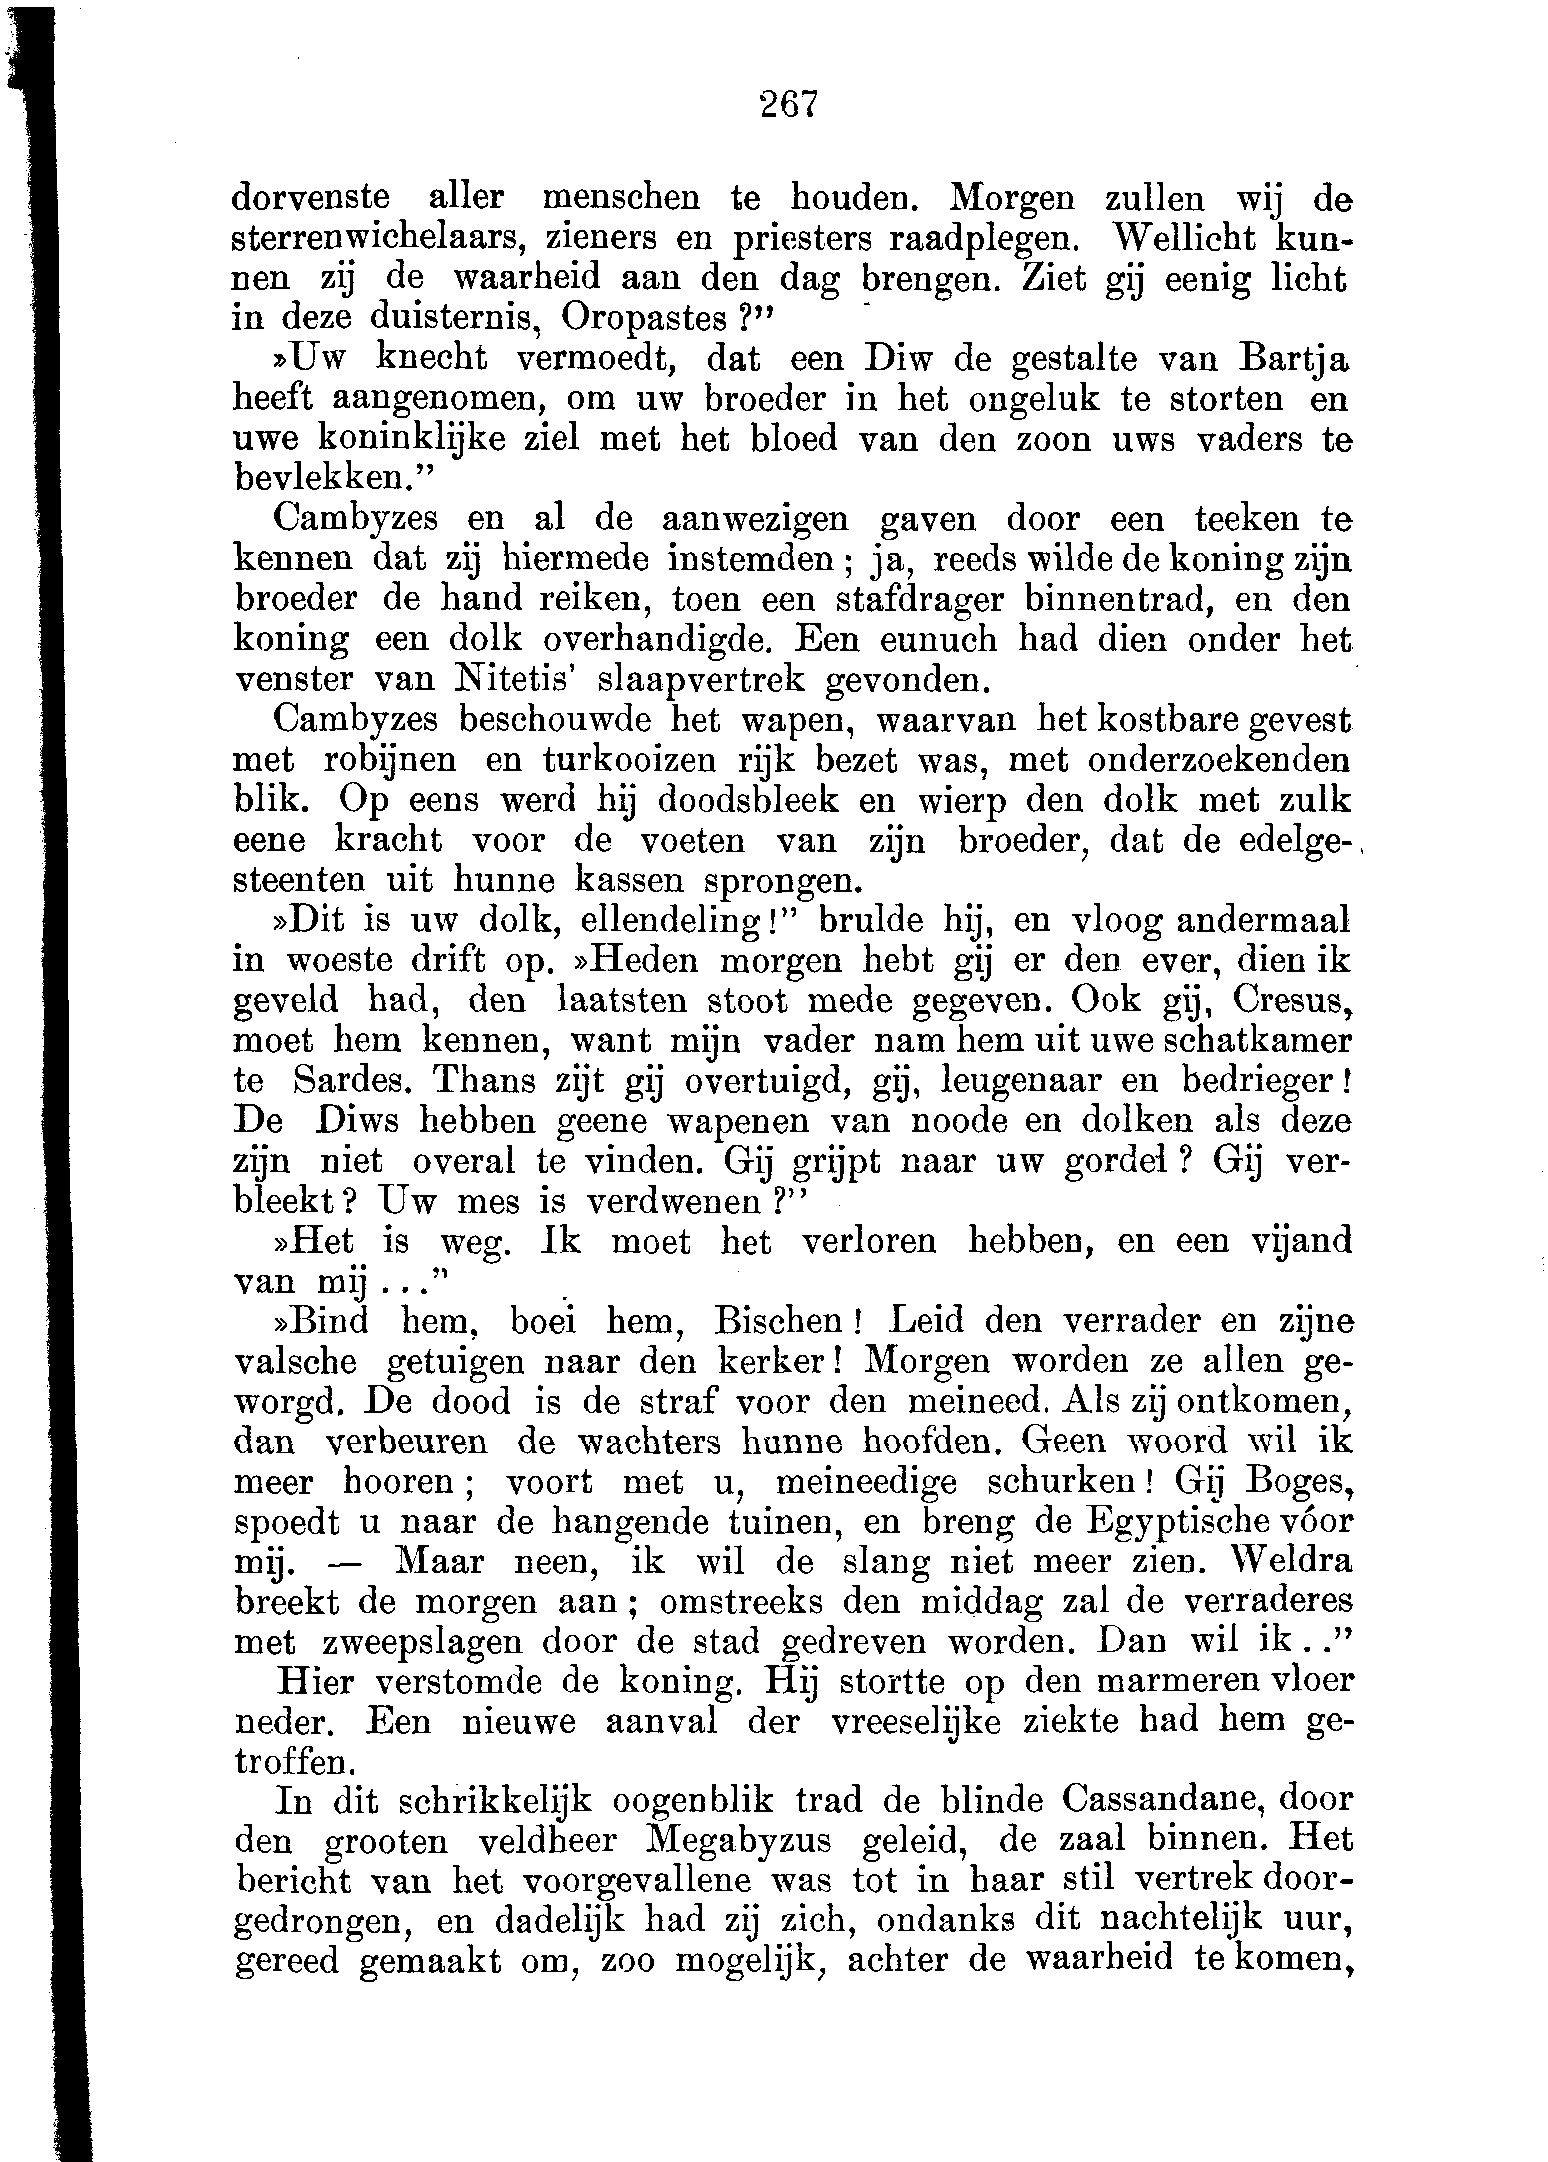 267
dorvenste aller menschen te houden. Morgen zullen wij de
sterrenwichelaars, zieners en priesters raadplegen. Wellicht kun-
nen zij de waarheid aan den dag brengen. Ziet gij eenig licht
in deze duisternis, Oropastes ?"
»Uw knecht vermoedt, dat een Diw de gestalte van Bartja
heeft aangenomen, om uw broeder in het ongeluk te storten en
uwe koninklijke ziel met het bloed van den zoon uws vaders te
bevlekken."
Cambyzes en al de aanwezigen gaven door een teeken te
kennen dat zij hiermede instemden ; ja, reeds wilde de koning zijn
broeder de hand reiken, toen een stafdrager binnentrad, en den
koning een dolk overhandigde. Een eunuch had dien onder het
venster van Nitetis' slaapvertrek gevonden.
Cambyzes beschouwde het wapen, waarvan het kostbare gevest
met robijnen en turkooizen rijk bezet was, met onderzoekenden
blik. Op eens werd hij doodsbleek en wierp den dolk met zulk
eene kracht voor de voeten van zijn broeder, dat de edelge-
steenten uit hunne kassen sprongen.
»Dit is uw dolk, ellendeling!" brulde hij, en vloog andermaal
in woeste drift op. »Heden morgen hebt gij er den ever, dien ik
geveld had, den laatsten stoot mede gegeven. Ook gij, Cresus,
moet hem kennen, want mijn vader nam hem uit uwe schatkamer
te Sardes. Thans zijt gij overtuigd, gij, leugenaar en bedrieger!
De Diws hebben geene wapenen van noode en dolken als deze
zijn niet overal te vinden. Gij grijpt naar uw gordel ? Gij ver-
bleekt ? Uw mes is verdwenen ?"
»Het is weg. Ik moet het verloren hebben, en een vijand
van mij ..."
»Bind hem, boei hem, Bischen ! Leid den verrader en zijne
valsche getuigen naar den kerker! Morgen worden ze allen ge-
worgd. De dood is de straf voor den meineed. Als zij ontkomen,
dan verbeuren de wachters hunne hoofden. Geen woord wil ik
meer hooren ; voort met u, meineedige schurken ! Gij Boges,
spoedt u naar de hangende tuinen, en breng de Egyptische vóor
mij. — Maar neen, ik wil de slang niet meer zien. Weldra
breekt de morgen aan ; omstreeks den middag zal de verraderes
met zweepslagen door de stad gedreven worden. Dan wil ik . ."
Hier verstomde de koning. Hij stortte op den marmeren vloer
neder. Een nieuwe aanval der vreeselijke ziekte had hem ge-
troffen.
In dit schrikkelijk oogenblik trad de blinde Cassandane, door
den grooten veldheer Megabyzus geleid, de zaal binnen. Het
bericht van het voorgevallene was tot in haar stil vertrek door-
gedrongen, en dadelijk had zij zich, ondanks dit nachtelijk uur,
gereed gemaakt om, zoo mogelijk, achter de waarheid te komen,